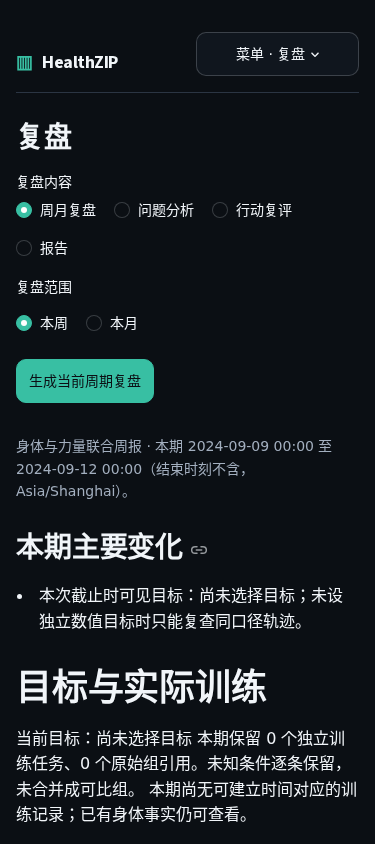 HealthZIP
菜单 · 复盘
复盘
复盘内容
周月复盘 问题分析 行动复评
报告
复盘范围
本周 本月
生成当前周期复盘
身体与力量联合周报 · 本期 2024-09-09 00:00 至
2024-09-12 00:00（结束时刻不含，
Asia/Shanghai）。
本期主要变化
• 本次截止时可见目标：尚未选择目标；未设
独立数值目标时只能复查同口径轨迹。
目标与实际训练
当前目标：尚未选择目标 本期保留 0 个独立训
练任务、0 个原始组引用。未知条件逐条保留，
未合并成可比组。 本期尚无可建立时间对应的训
练记录；已有身体事实仍可查看。